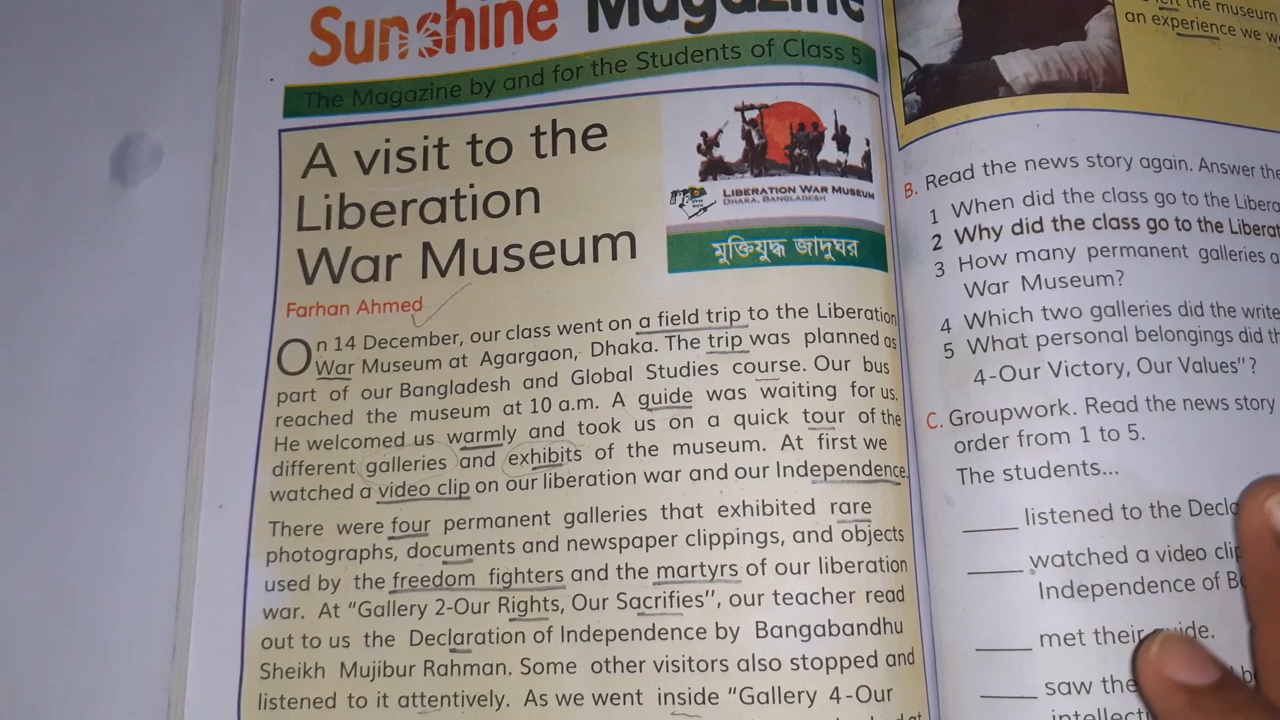 Sunshine Magazine
The Magazine by and for the Students of Class 5
A visit to the
Liberation
War Museum
LIBERATION WAR MUSEUM
DHAKA, BANGLADESH
মুক্তিযুদ্ধ জাদুঘর
Farhan Ahmed
On 14 December, our class went on a field trip to the Liberation
War Museum at Agargaon, Dhaka. The trip was planned as
part of our Bangladesh and Global Studies course. Our bus
reached the museum at 10 a.m. A guide was waiting for us.
He welcomed us warmly and took us on a quick tour of the
different galleries and exhibits of the museum. At first we
watched a video clip on our liberation war and our Independence.
There were four permanent galleries that exhibited rare
photographs, documents and newspaper clippings, and objects
used by the freedom fighters and the martyrs of our liberation
war. At "Gallery 2-Our Rights, Our Sacrifies", our teacher read
out to us the Declaration of Independence by Bangabandhu
Sheikh Mujibur Rahman. Some other visitors also stopped and
listened to it attentively. As we went inside "Gallery 4-Our
the museum
an experience we
B. Read the news story again. Answer the
1 When did the class go to the
2 Why did the class go to the
3 How many permanent galleries
War Museum?
4 Which two galleries did the
5 What personal belongings did
4-Our Victory, Our Values"?
C. Groupwork. Read the news story
order from 1 to 5.
The students...
____ listened to the
____ watched a video
Independence of
____ met their
____ saw the